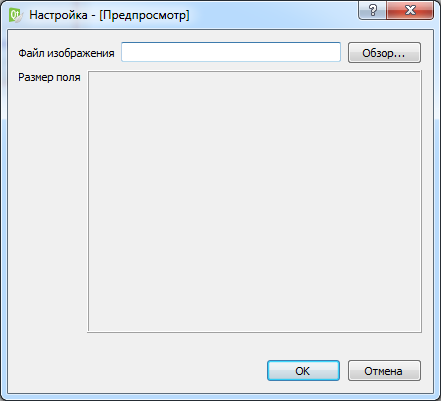 Настройка - [Предпросмотр]
Файл изображения
Обзор...
Размер поля
OK
Отмена